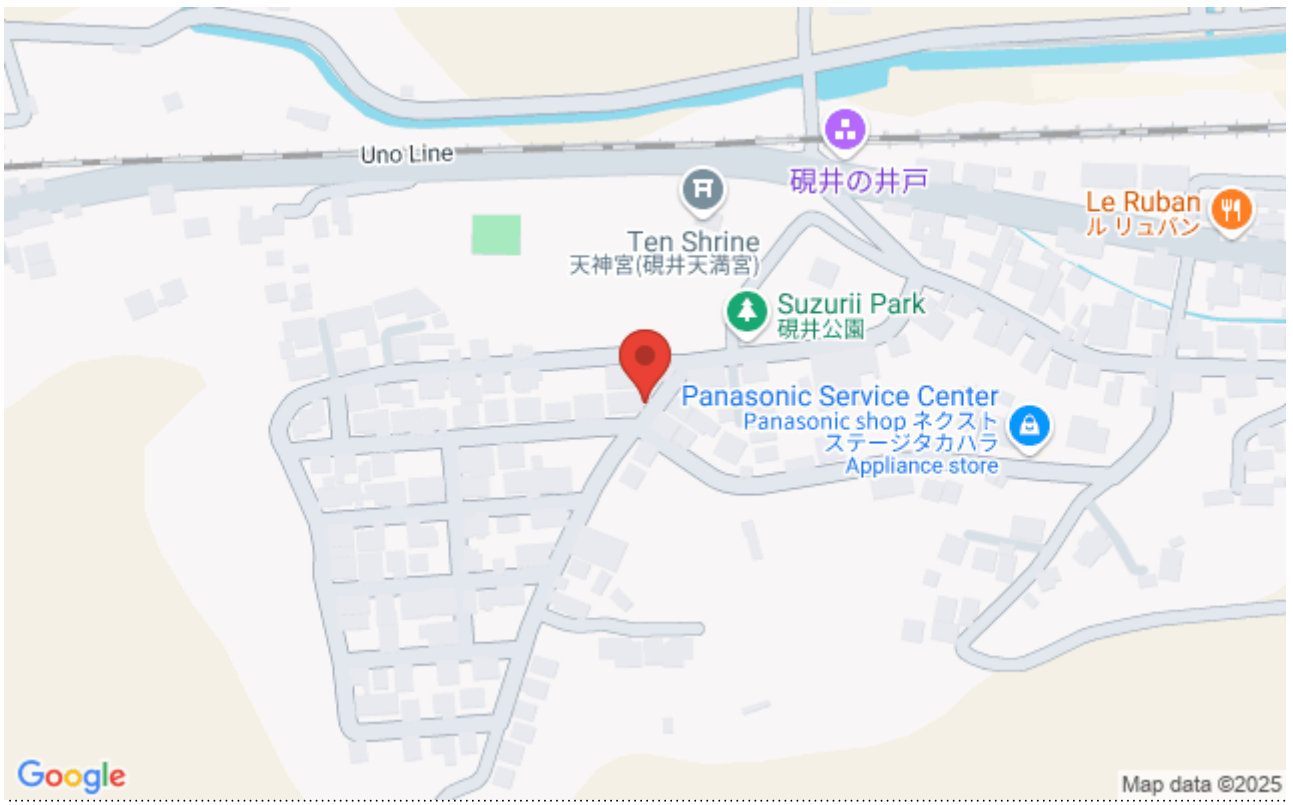 Uno Line
硯井の井戸
Le Ruban
ル リュバン
Ten Shrine
天神宮(硯井天満宮)
Suzurii Park
硯井公園
Panasonic Service Center
Panasonic shop ネクスト
ステージタカハラ
Appliance store
Google
Map data ©2025